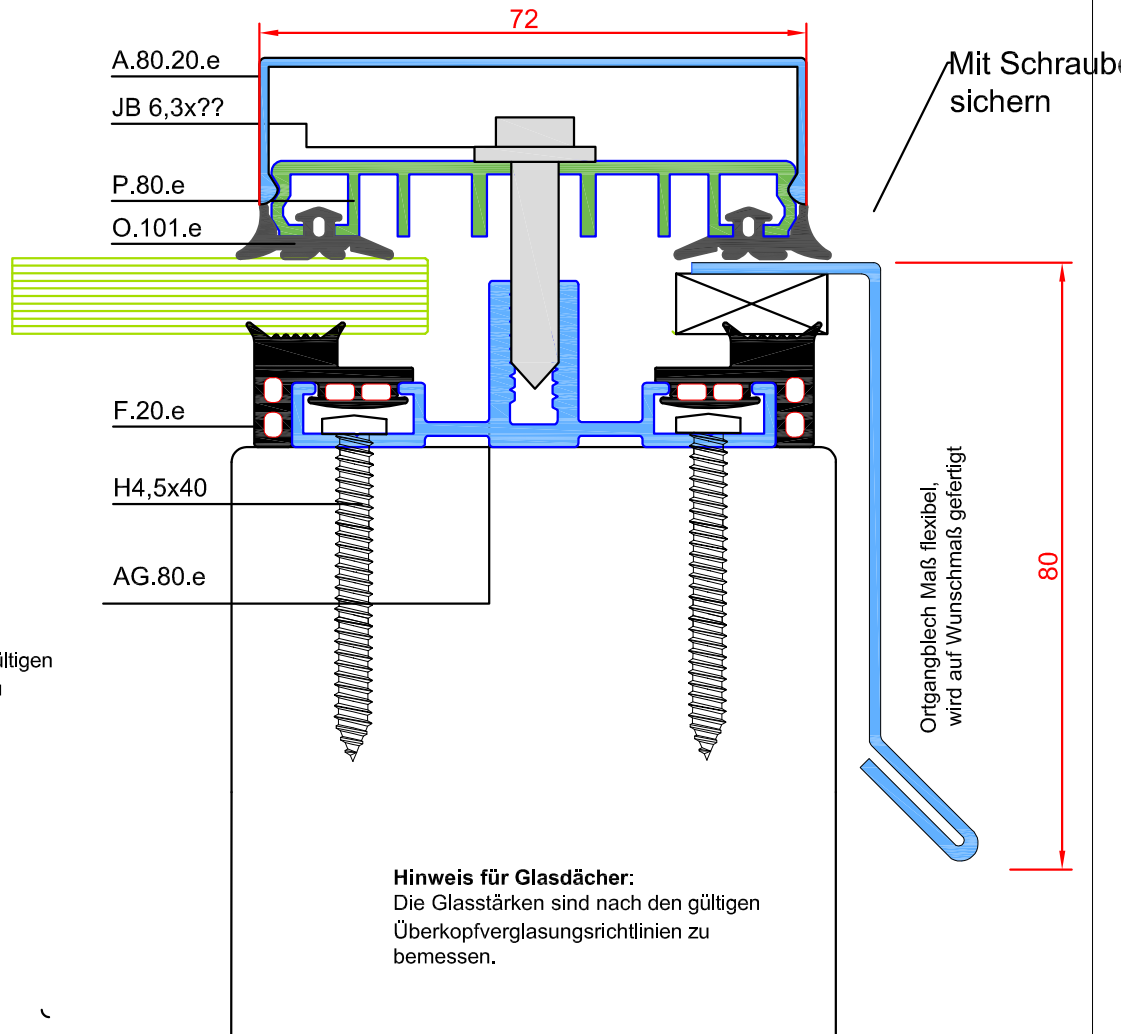 72
A.80.20.e
JB 6,3x??
P.80.e
O.101.e
F.20.e
H4,5x40
AG.80.e
Mit Schraube
sichern
80
Ortgangblech Maß flexibel,
wird auf Wunschmaß gefertigt
ültigen
Hinweis für Glasdächer:
Die Glasstärken sind nach den gültigen
Überkopfverglasungsrichtlinien zu
bemessen.